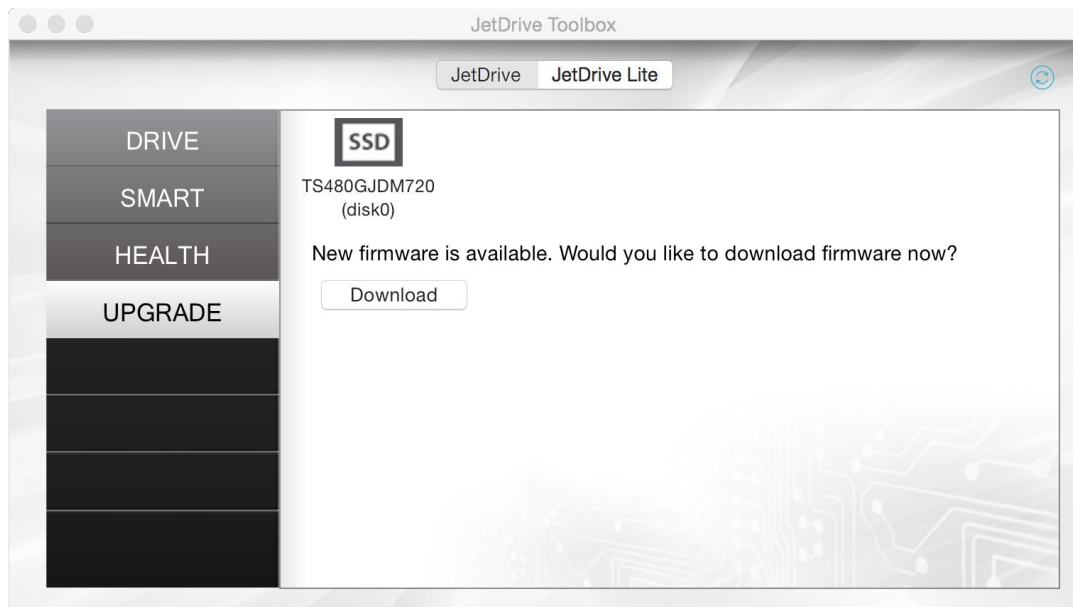 JetDrive Toolbox
JetDrive JetDrive Lite
DRIVE
SMART
HEALTH
UPGRADE
SSD
TS480GJDM720
(disk0)
New firmware is available. Would you like to download firmware now?
Download